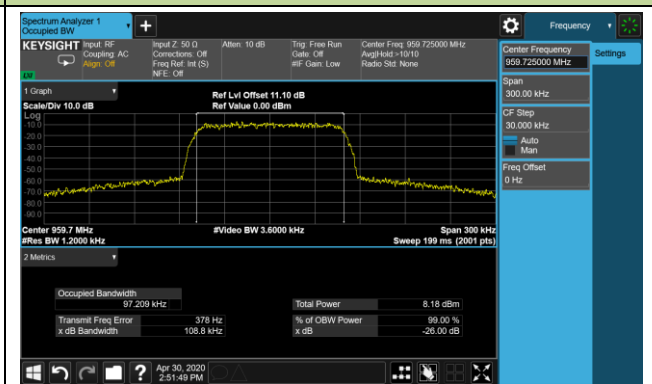 Spectrum Analyzer 1
Occupied BW
+
Frequency
KEYSIGHT
Input: RF
Coupling: AC
Align: Off
Input Z: 50 Ω
Corrections: Off
Freq Ref: Int (S)
NFE: Off
Atten: 10 dB
Trig: Free Run
Gate: Off
#IF Gain: Low
Center Freq: 959.725000 MHz
Avg|Hold:>10/10
Radio Std: None
Center Frequency
959.725000 MHz
Settings
Span
300.00 kHz
CF Step
30.000 kHz
Auto
Man
Freq Offset
0 Hz
1 Graph
Scale/Div 10.0 dB
Ref Lvl Offset 11.10 dB
Ref Value 0.00 dBm
Log
-10.0
-20.0
-30.0
-40.0
-50.0
-60.0
-70.0
-80.0
-90.0
Center 959.7 MHz
#Video BW 3.6000 kHz
Span 300 kHz
#Res BW 1.2000 kHz
Sweep 199 ms (2001 pts)
2 Metrics
Occupied Bandwidth
97.209 kHz
Total Power 8.18 dBm
Transmit Freq Error 378 Hz
% of OBW Power 99.00 %
x dB Bandwidth 108.8 kHz
x dB -26.00 dB
?
Apr 30, 2020
2:51:49 PM